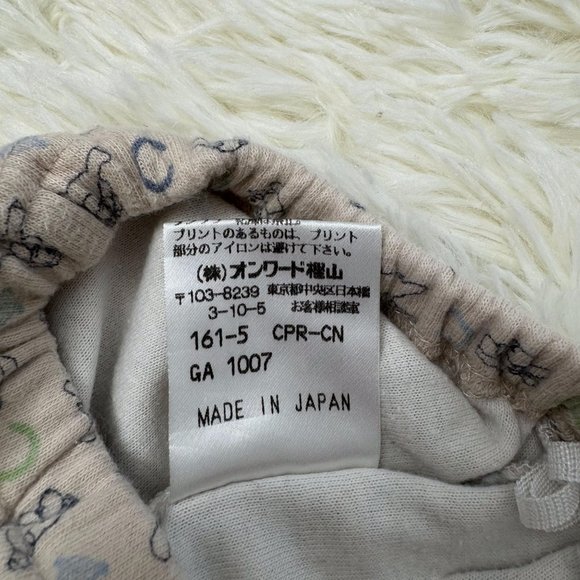 プリントのあるものは、プリント
部分のアイロンは避けて下さい。
(株)オンワード樫山
〒103-8239 東京都中央区日本橋
3-10-5 お客様相談室
161-5 CPR-CN
GA 1007
MADE IN JAPAN
C